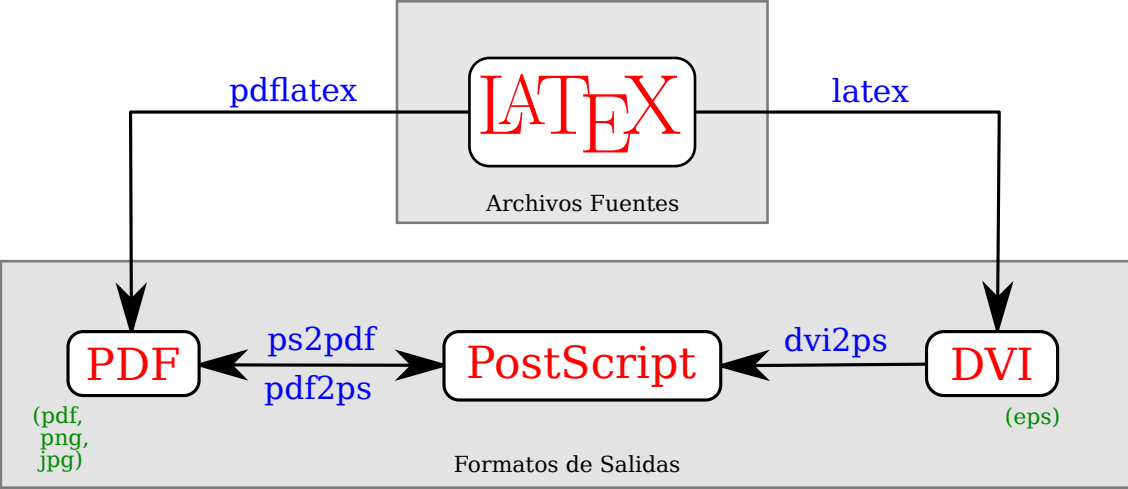 pdflatex
LATEX
latex
Archivos Fuentes
PDF
ps2pdf
pdf2ps
PostScript
dvi2ps
DVI
(pdf,
png,
jpg)
(eps)
Formatos de Salidas